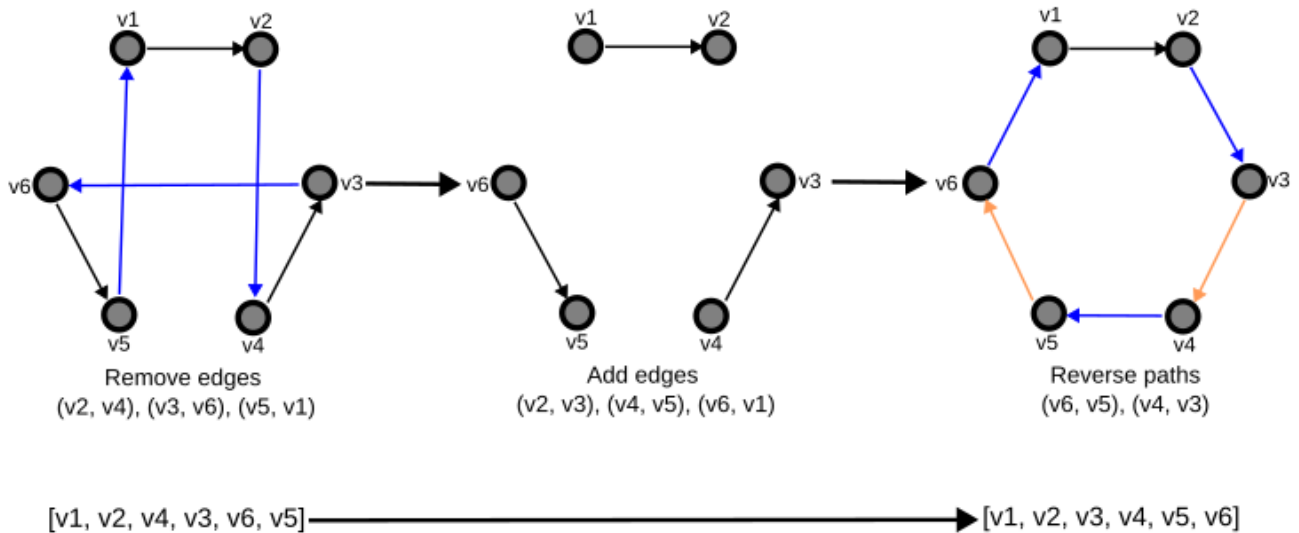 v1
v2
v6
v3
v5
v4
Remove edges
(v2, v4), (v3, v6), (v5, v1)
v1
v2
v6
v3
v5
v4
Add edges
(v2, v3), (v4, v5), (v6, v1)
v1
v2
v6
v3
v5
v4
Reverse paths
(v6, v5), (v4, v3)
[v1, v2, v4, v3, v6, v5]
[v1, v2, v3, v4, v5, v6]